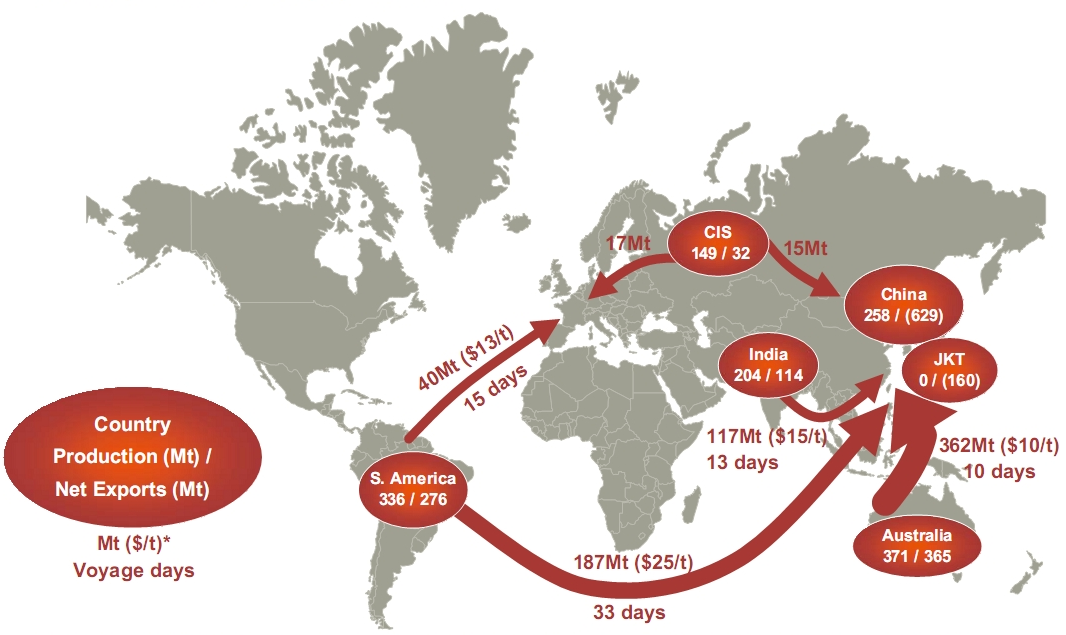 CIS
149 / 32
17Mt
15Mt
China
258 / (629)
JKT
0 / (160)
India
204 / 114
40Mt ($13/t)
15 days
117Mt ($15/t)
13 days
362Mt ($10/t)
10 days
Country
Production (Mt) /
Net Exports (Mt)
Mt ($/t)*
Voyage days
S. America
336 / 276
Australia
371 / 365
187Mt ($25/t)
33 days